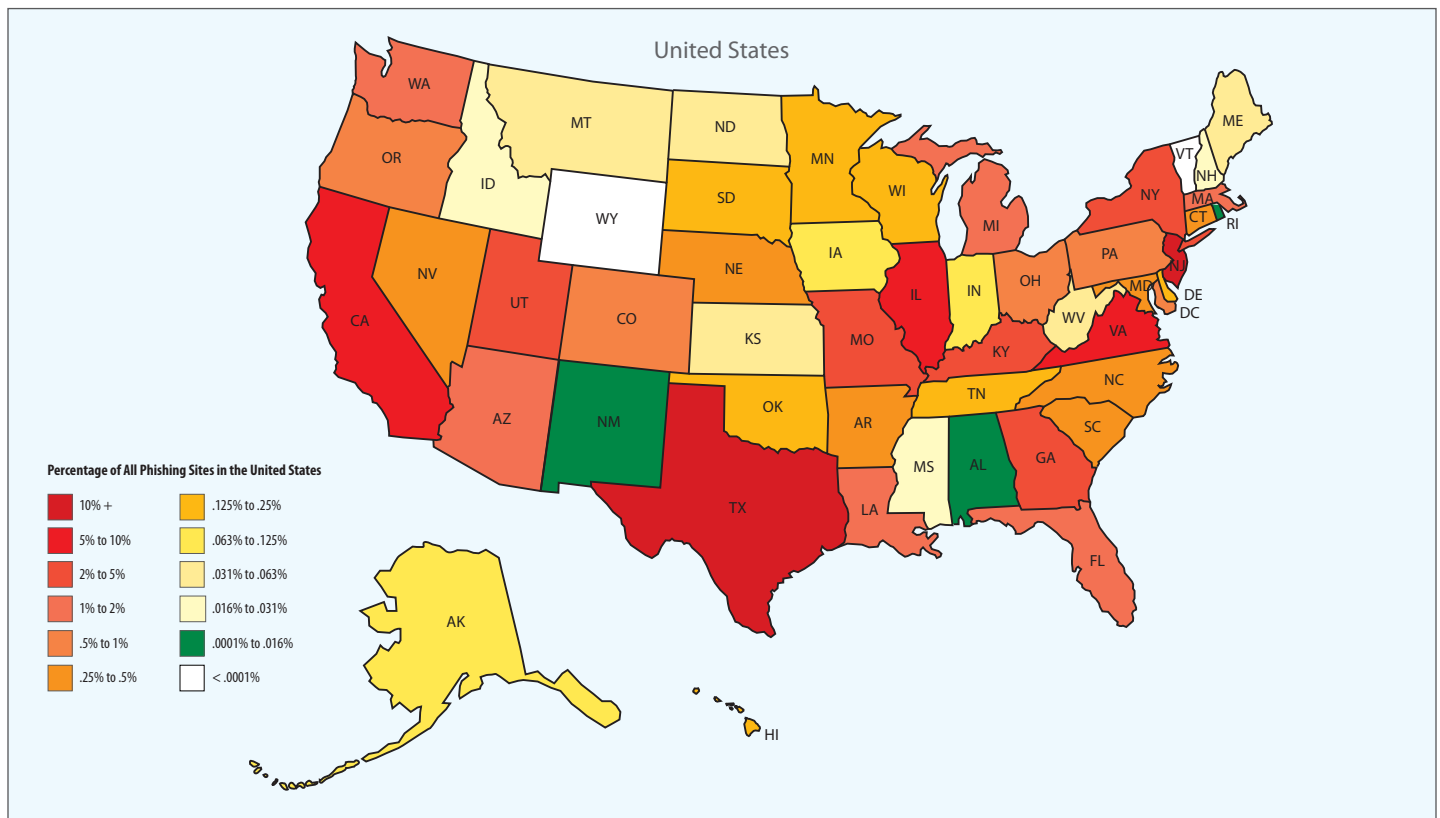 United States
WA
MT
ND
ME
OR
MN
VT
ID
NH
SD
WI
NY
MA
WY
CT
RI
MI
IA
PA
NE
NV
NJ
OH
IN
MD
IL
DE
UT
DC
WV
CO
CA
VA
KS
MO
KY
NC
TN
OK
AZ
NM
AR
SC
GA
MS
AL
TX
LA
FL
Percentage of All Phishing Sites in the United States
10% +
5% to 10%
2% to 5%
1% to 2%
.5% to 1%
.25% to .5%
.125% to .25%
.063% to .125%
.031% to .063%
.016% to .031%
.0001% to .016%
< .0001%
AK
HI